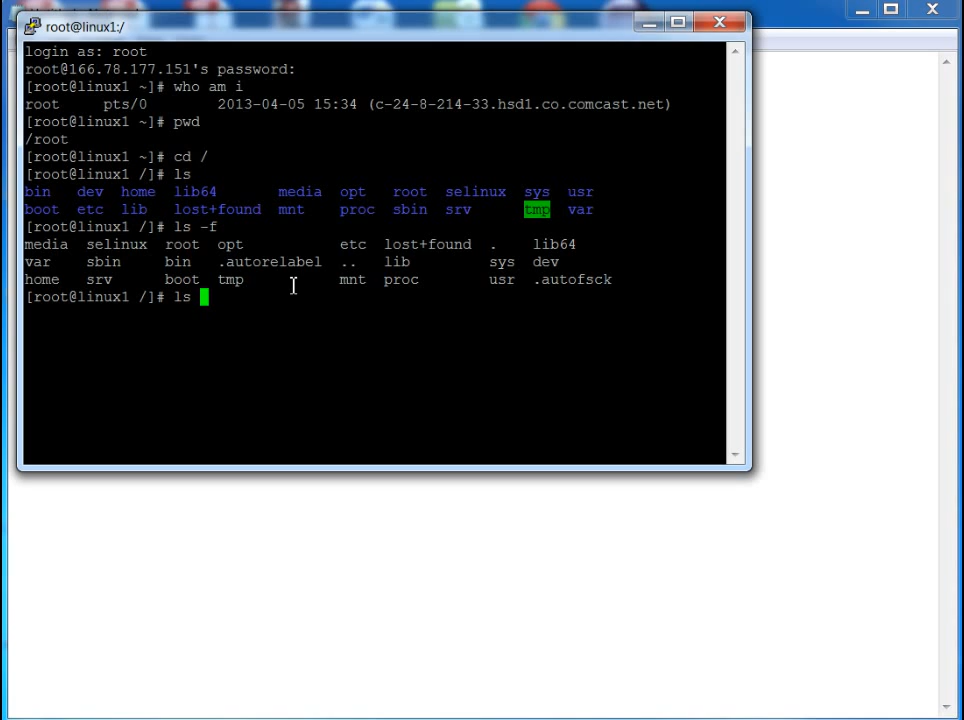 root@linux1:/
login as: root
root@166.78.177.151's password:
[root@linux1 ~]# who am i
root     pts/0        2013-04-05 15:34 (c-24-8-214-33.hsd1.co.comcast.net)
[root@linux1 ~]# pwd
/root
[root@linux1 ~]# cd /
[root@linux1 /]# ls
bin   dev  home  lib64       media  opt   root  selinux  sys  usr
boot  etc  lib   lost+found  mnt    proc  sbin  srv      tmp  var
[root@linux1 /]# ls -f
media  selinux  root  opt           etc   lost+found  .    lib64
var    sbin     bin   .autorelabel  ..    lib         sys  dev
home   srv      boot  tmp           mnt   proc        usr  .autofsck
[root@linux1 /]# ls